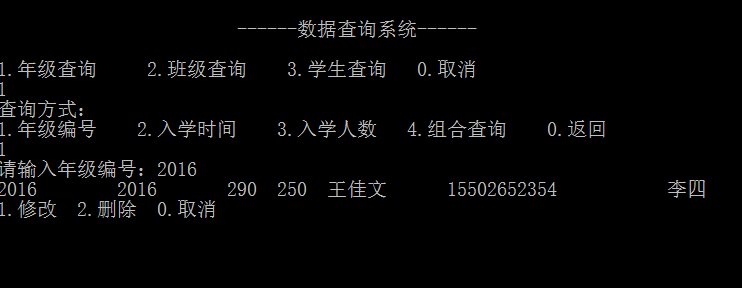 ------数据查询系统------
1.年级查询 2.班级查询 3.学生查询 0.取消
1
查询方式:
1.年级编号 2.入学时间 3.入学人数 4.组合查询 0.返回
1
请输入年级编号：2016
2016 2016 290 250 王佳文 15502652354 李四
1.修改 2.删除 0.取消